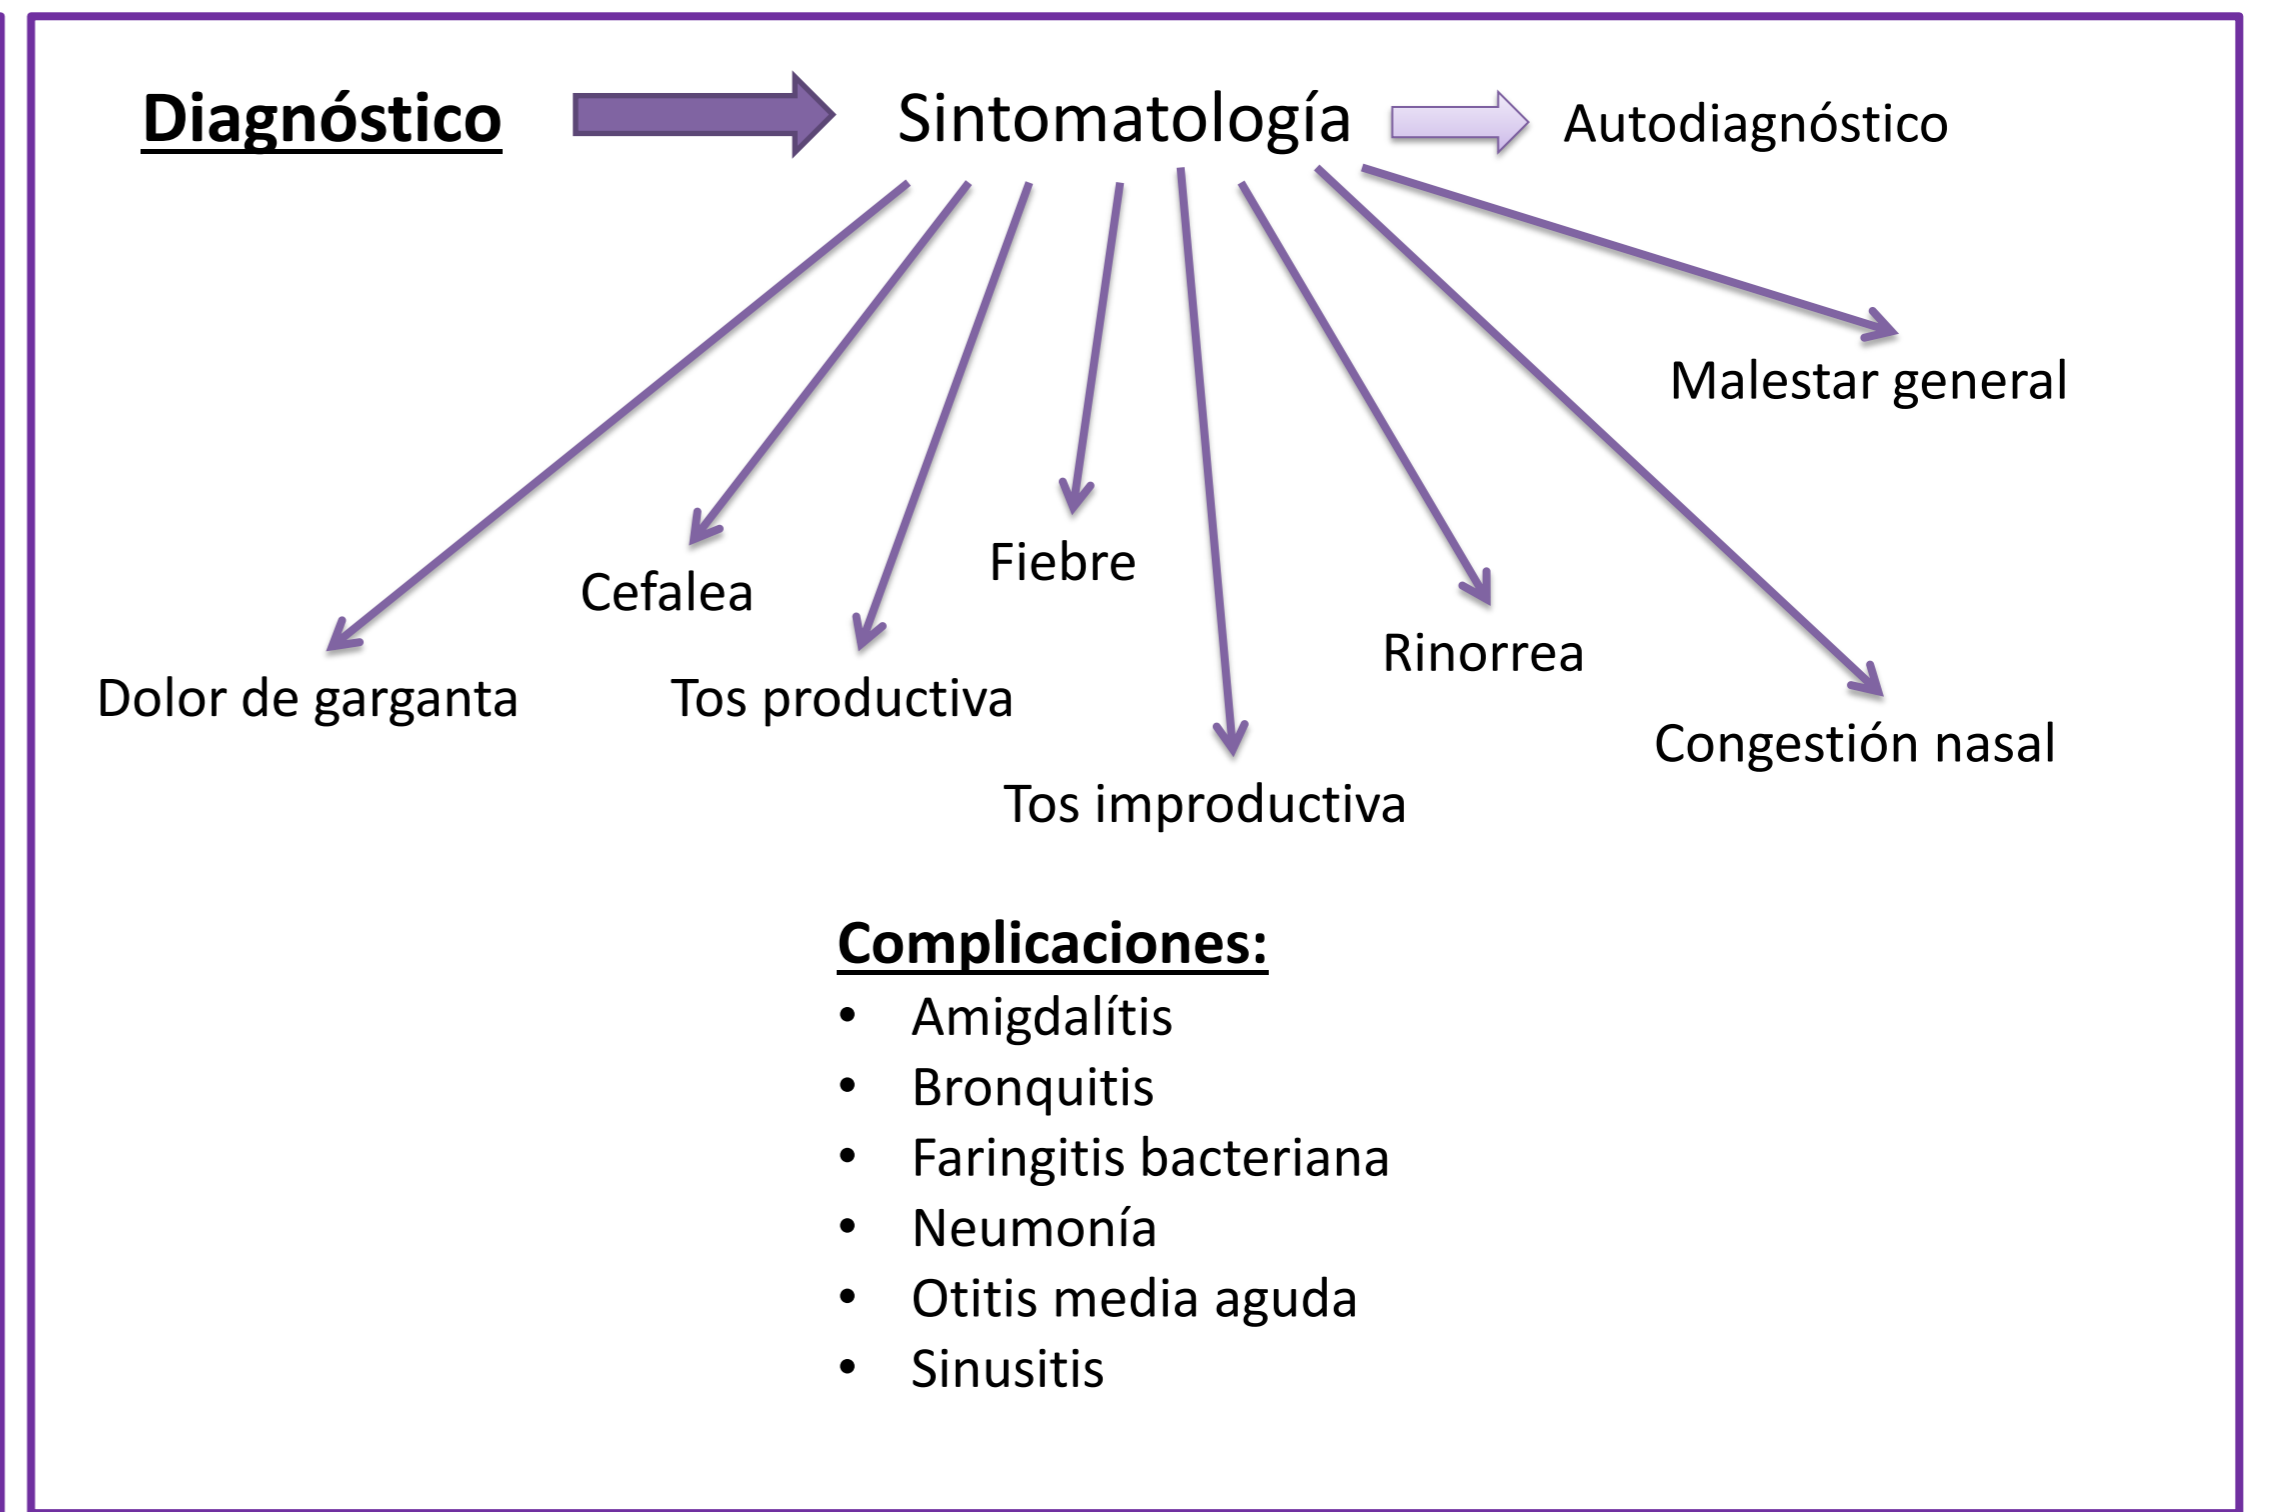 Diagnóstico
Sintomatología
Autodiagnóstico
Malestar general
Fiebre
Cefalea
Rinorrea
Dolor de garganta
Tos productiva
Congestión nasal
Tos improductiva
Complicaciones:
• Amigdalítis
• Bronquitis
• Faringitis bacteriana
• Neumonía
• Otitis media aguda
• Sinusitis